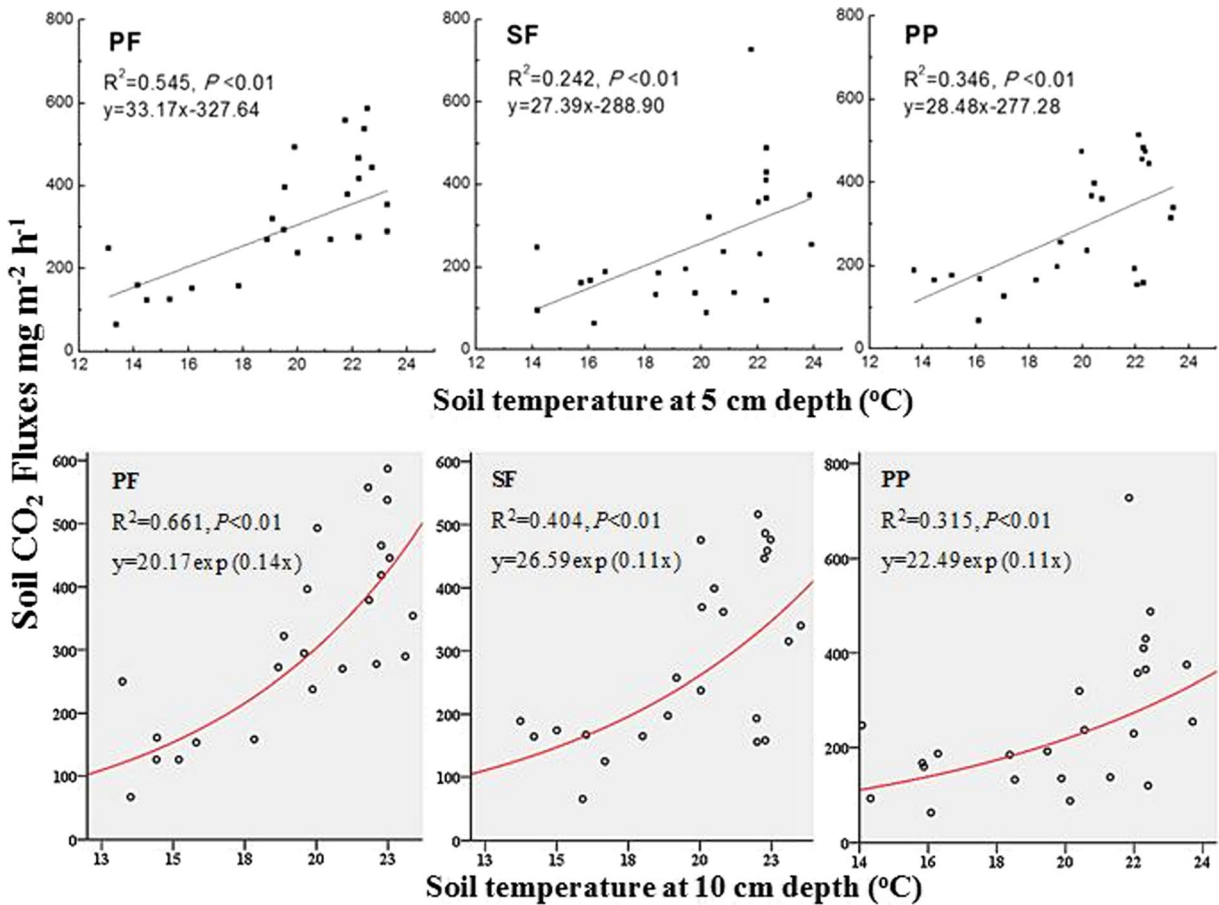 Soil CO₂ Fluxes mg m⁻² h⁻¹
PF
R²=0.545, P<0.01
y=33.17x-327.64
800
600
400
200
0
12 14 16 18 20 22 24
SF
R²=0.242, P<0.01
y=27.39x-288.90
800
600
400
200
0
12 14 16 18 20 22 24
PP
R²=0.346, P<0.01
y=28.48x-277.28
800
600
400
200
0
12 14 16 18 20 22 24
Soil temperature at 5 cm depth (ºC)
PF
R²=0.661, P<0.01
y=20.17exp (0.14x)
600
500
400
300
200
100
0
13 15 18 20 23
SF
R²=0.404, P<0.01
y=26.59exp (0.11x)
600
500
400
300
200
100
0
13 15 18 20 23
PP
R²=0.315, P<0.01
y=22.49exp (0.11x)
800
600
400
200
0
14 16 18 20 22 24
Soil temperature at 10 cm depth (ºC)